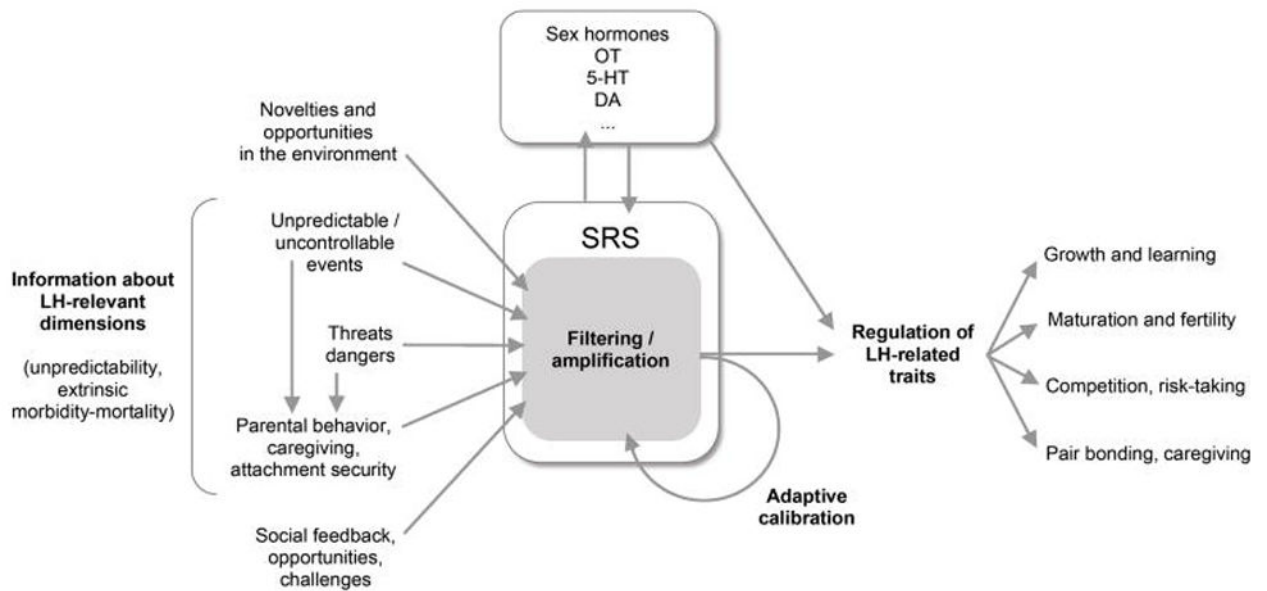 Sex hormones
OT
5-HT
DA
...
Novelties and
opportunities
in the environment
Unpredictable /
uncontrollable
events
SRS
Information about
LH-relevant
dimensions
(unpredictability,
extrinsic
morbidity-mortality)
Threats
dangers
Filtering /
amplification
Parental behavior,
caregiving,
attachment security
Social feedback,
opportunities,
challenges
Adaptive
calibration
Regulation of
LH-related
traits
Growth and learning
Maturation and fertility
Competition, risk-taking
Pair bonding, caregiving